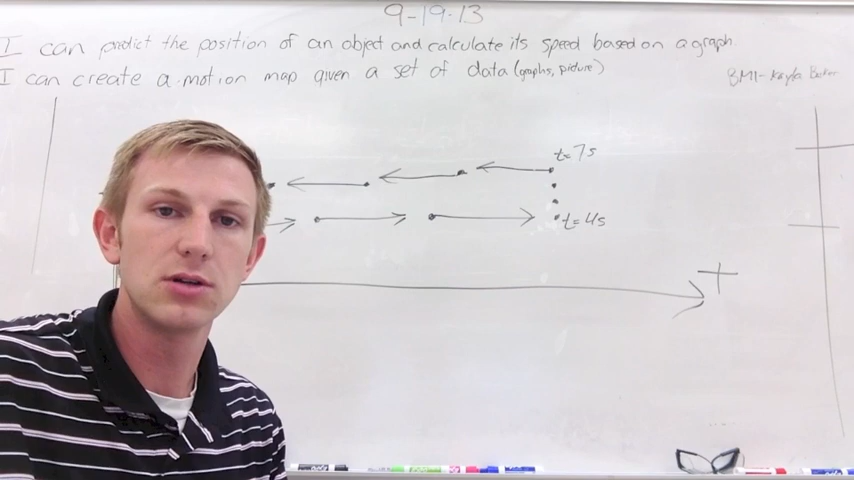 9-19-13
I can predict the position of an object and calculate its speed based on a graph
I can create a motion map given a set of data (graphs, picture)
8M1- Kayla Baker
t=7s
t=4s
+